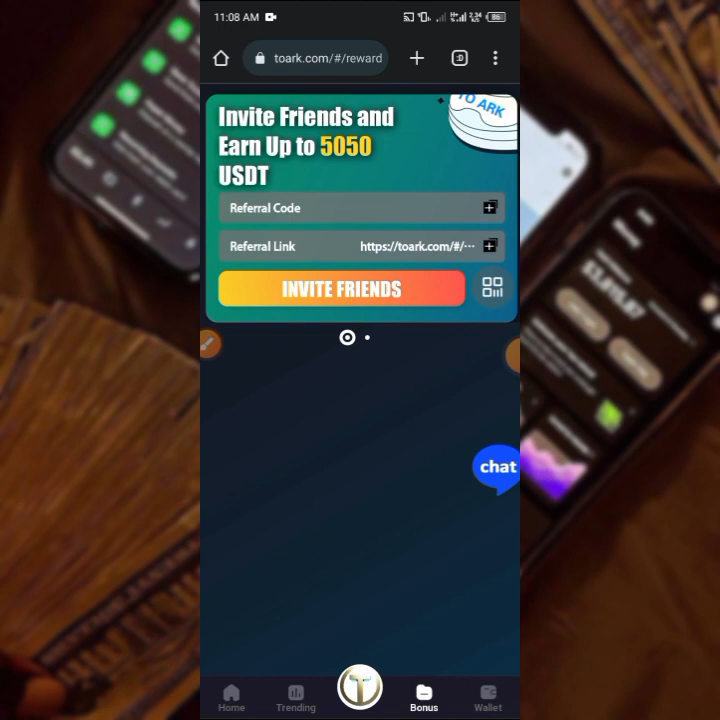 11:08 AM
86
toark.com/#/reward
TO ARK
Invite Friends and
Earn Up to 5050
USDT
Referral Code
Referral Link https://toark.com/#/···
INVITE FRIENDS
chat
Home Trending Bonus Wallet